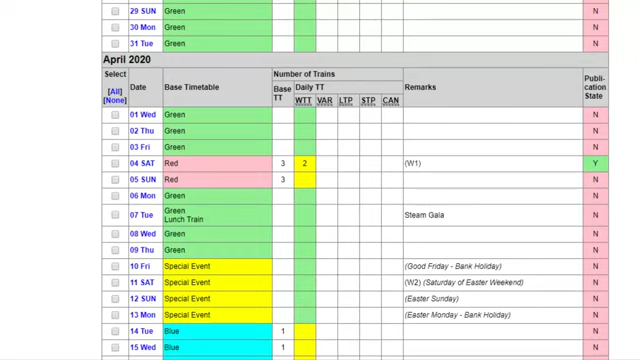 29 SUN Green N
30 Mon Green N
31 Tue Green N
April 2020
Select [All] [None] Date Base Timetable Number of Trains Base TT Daily TT WTT VAR LTP STP CAN Remarks Publi-cation State
01 Wed Green N
02 Thu Green N
03 Fri Green N
04 SAT Red 3 2 (W1) Y
05 SUN Red 3 N
06 Mon Green N
07 Tue Green Lunch Train Steam Gala N
08 Wed Green N
09 Thu Green N
10 Fri Special Event (Good Friday - Bank Holiday) N
11 SAT Special Event (W2) (Saturday of Easter Weekend) N
12 SUN Special Event (Easter Sunday) N
13 Mon Special Event (Easter Monday - Bank Holiday) N
14 Tue Blue 1 N
15 Wed Blue 1 N